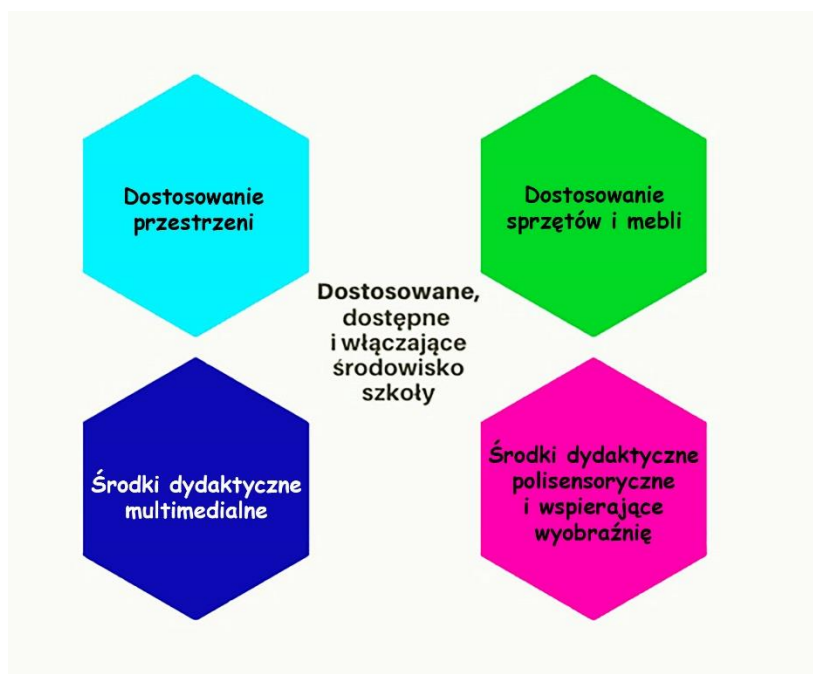 Dostosowanie
przestrzeni
Dostosowanie
sprzętów i mebli
Dostosowane,
dostępne
i włączające
środowisko
szkoły
Środki dydaktyczne
multimedialne
Środki dydaktyczne
polisensoryczne
i wspierające
wyobraźnię